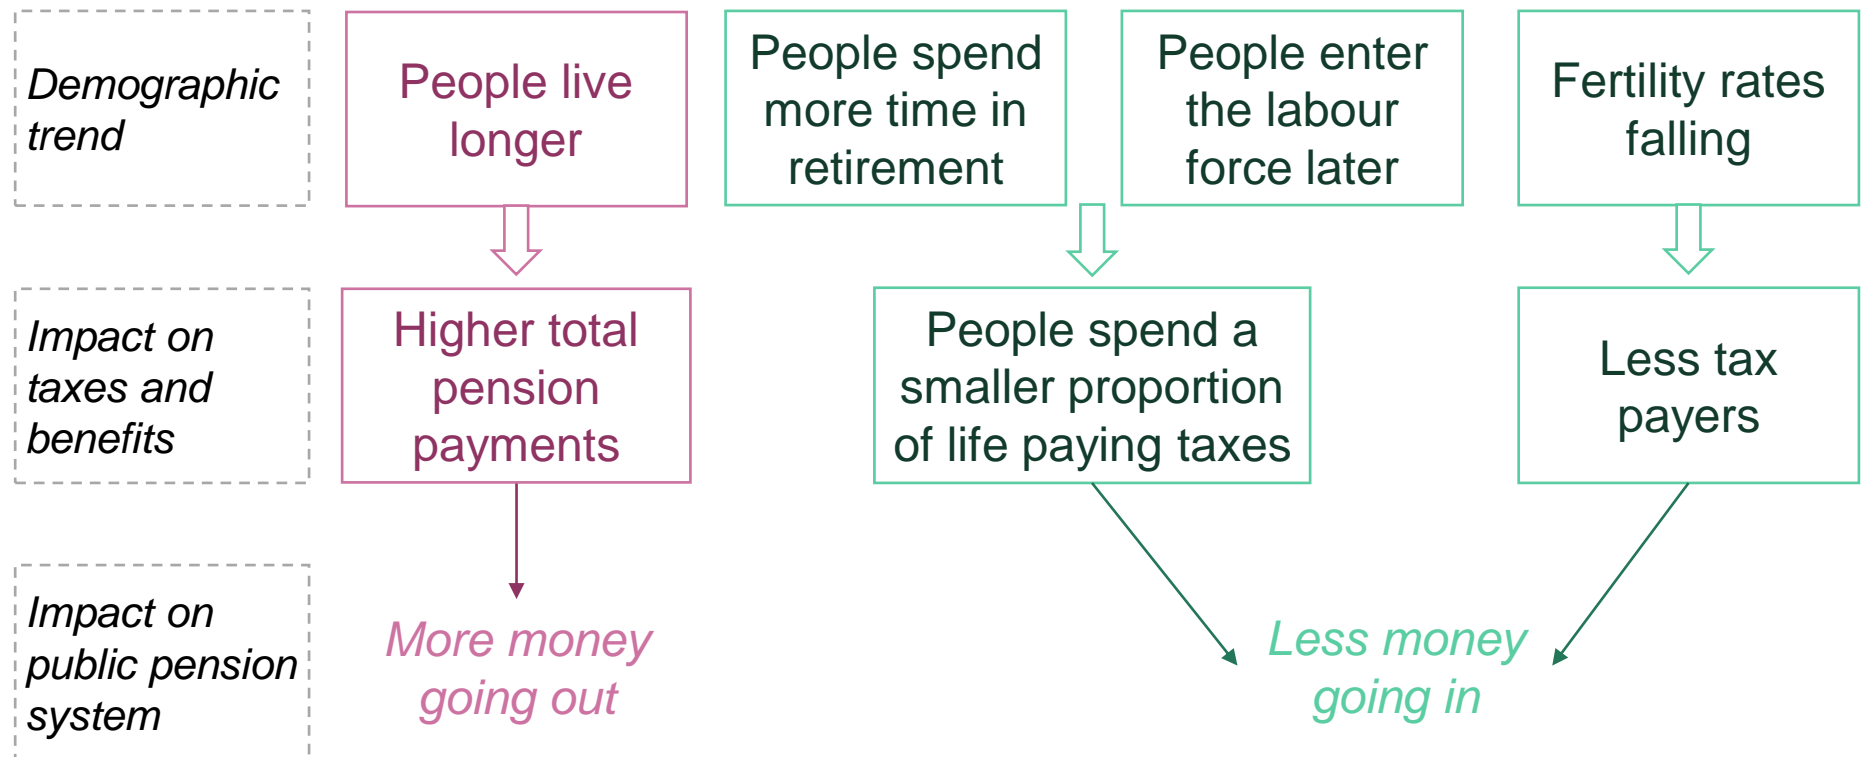 Demographic
trend
People live
longer
People spend
more time in
retirement
People enter
the labour
force later
Fertility rates
falling
Impact on
taxes and
benefits
Higher total
pension
payments
People spend a
smaller proportion
of life paying taxes
Less tax
payers
Impact on
public pension
system
More money
going out
Less money
going in